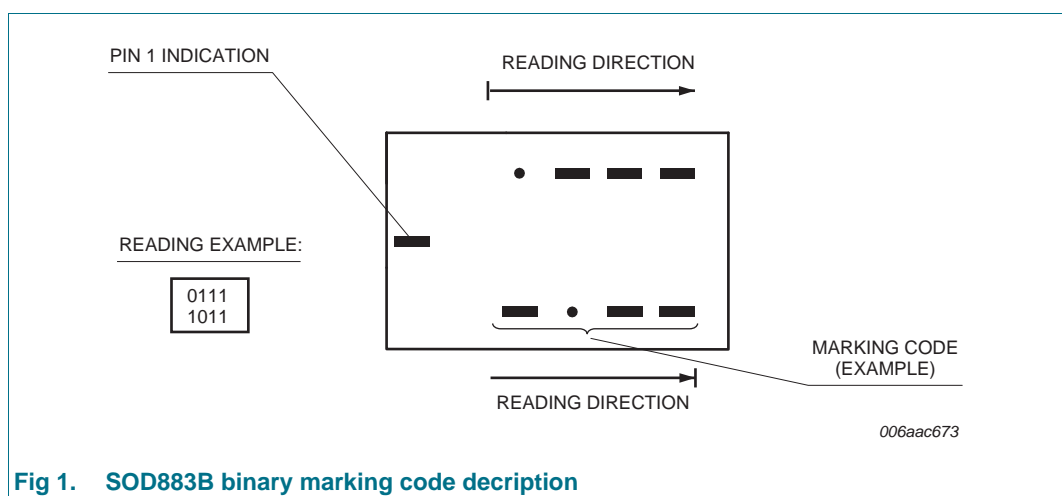 PIN 1 INDICATION
READING DIRECTION
READING EXAMPLE:
0111
1011
MARKING CODE
(EXAMPLE)
READING DIRECTION
006aac673
Fig 1. SOD883B binary marking code decription